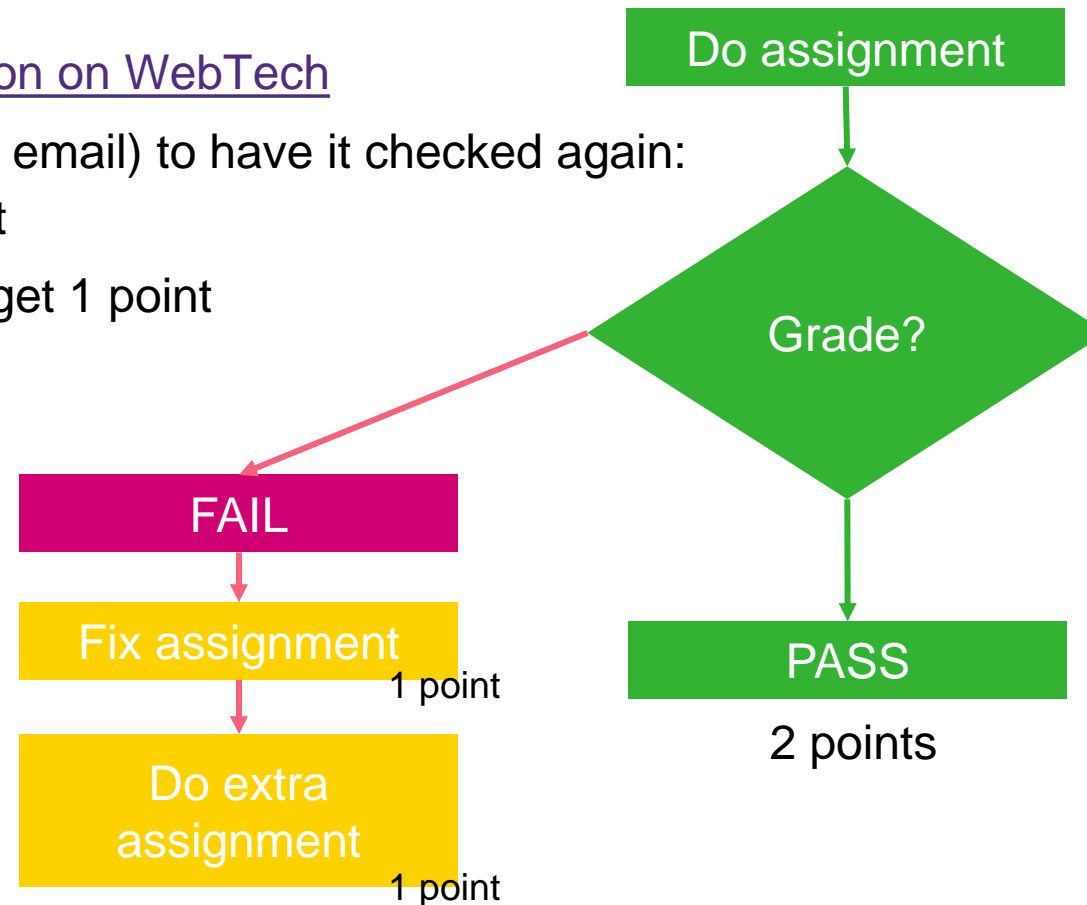 on on WebTech
email) to have it checked again:
t
get 1 point
Do assignment
Grade?
FAIL
Fix assignment
1 point
Do extra
assignment
1 point
PASS
2 points